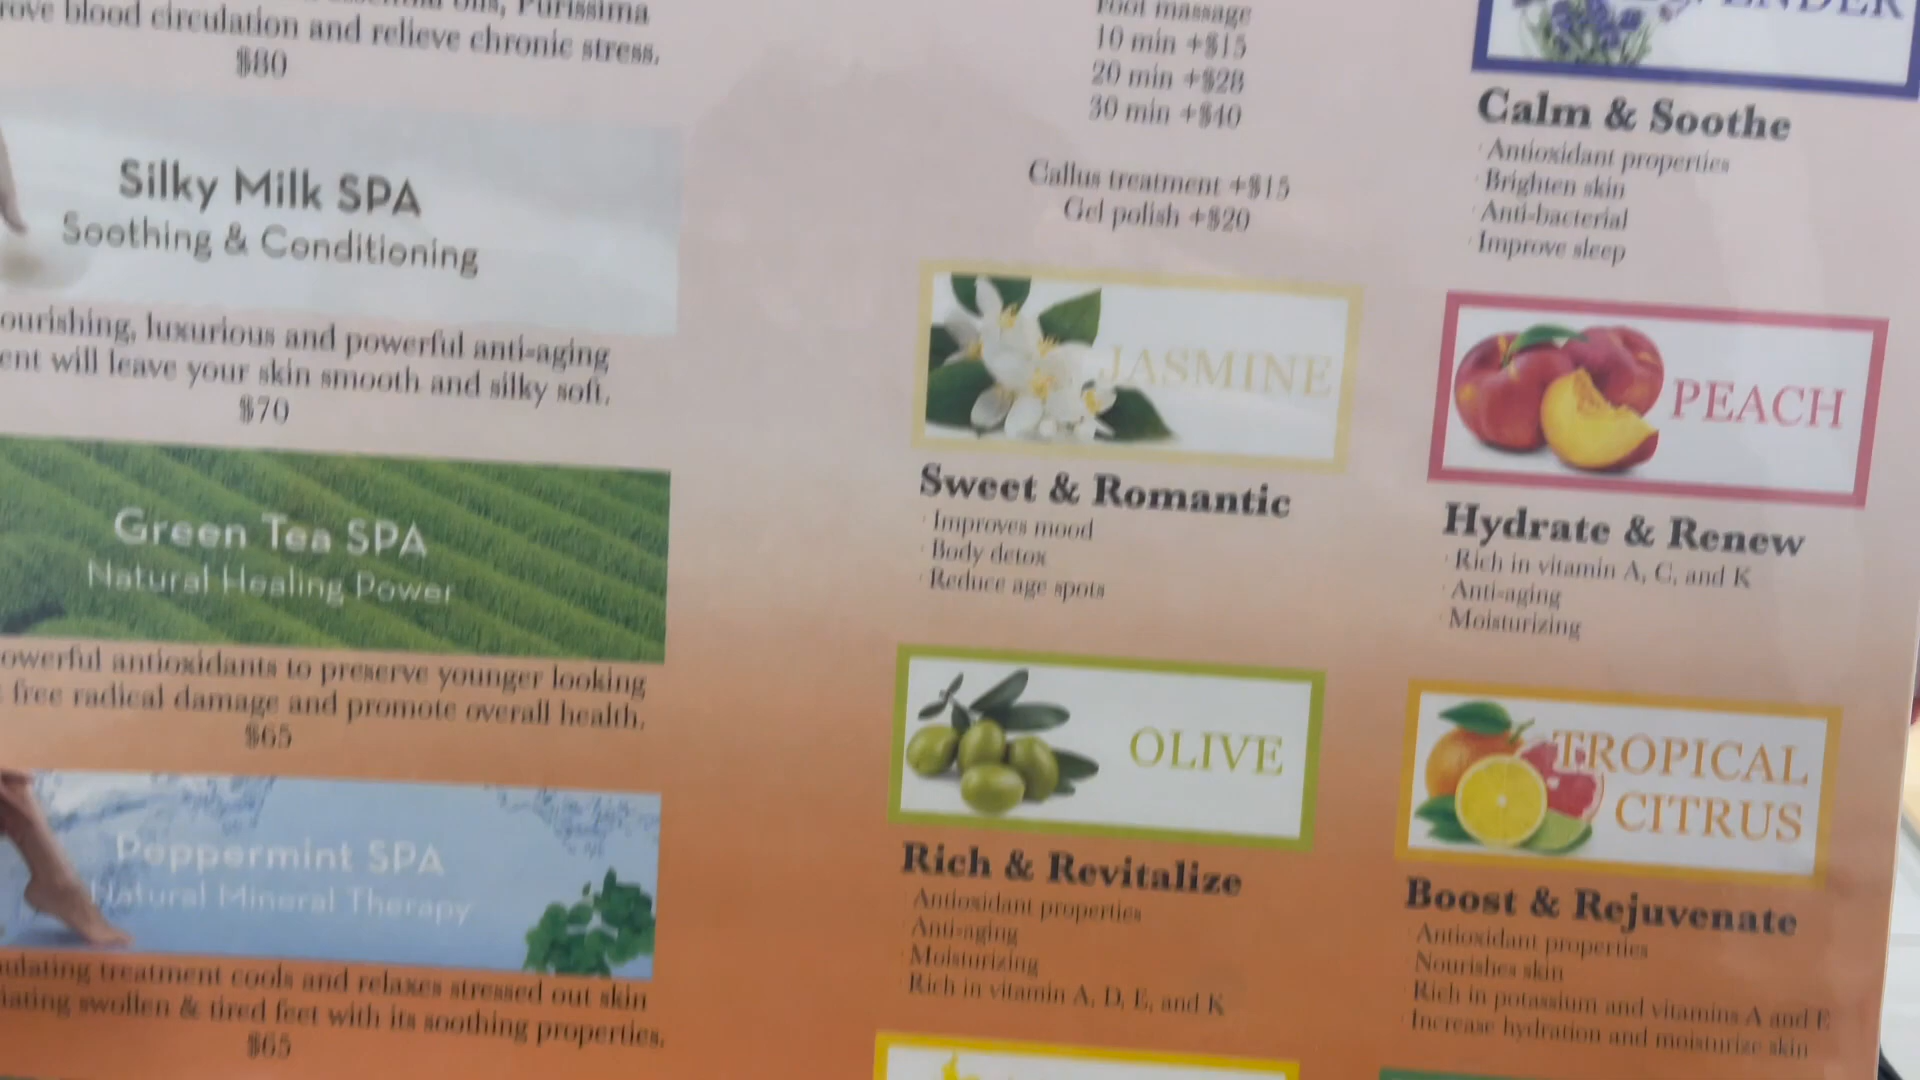 Oils, Purissima
rove blood circulation and relieve chronic stress.
$80
Silky Milk SPA
Soothing & Conditioning
ourishing, luxurious and powerful anti-aging
ent will leave your skin smooth and silky soft.
$70
Green Tea SPA
Natural Healing Power
owerful antioxidants to preserve younger looking
free radical damage and promote overall health.
$65
Peppermint SPA
Natural Mineral Therapy
ulating treatment cools and relaxes stressed out skin
iating swollen & tired feet with its soothing properties.
$65
Foot massage
10 min +$15
20 min +$28
30 min +$40
Callus treatment +$15
Gel polish +$20
JASMINE
Sweet & Romantic
· Improves mood
· Body detox
· Reduce age spots
OLIVE
Rich & Revitalize
· Antioxidant properties
· Anti-aging
· Moisturizing
· Rich in vitamin A, D, E, and K
ENDER
Calm & Soothe
· Antioxidant properties
· Brighten skin
· Anti-bacterial
· Improve sleep
PEACH
Hydrate & Renew
· Rich in vitamin A, C, and K
· Anti-aging
· Moisturizing
TROPICAL
CITRUS
Boost & Rejuvenate
· Antioxidant properties
· Nourishes skin
· Rich in potassium and vitamins A and E
· Increase hydration and moisturize skin